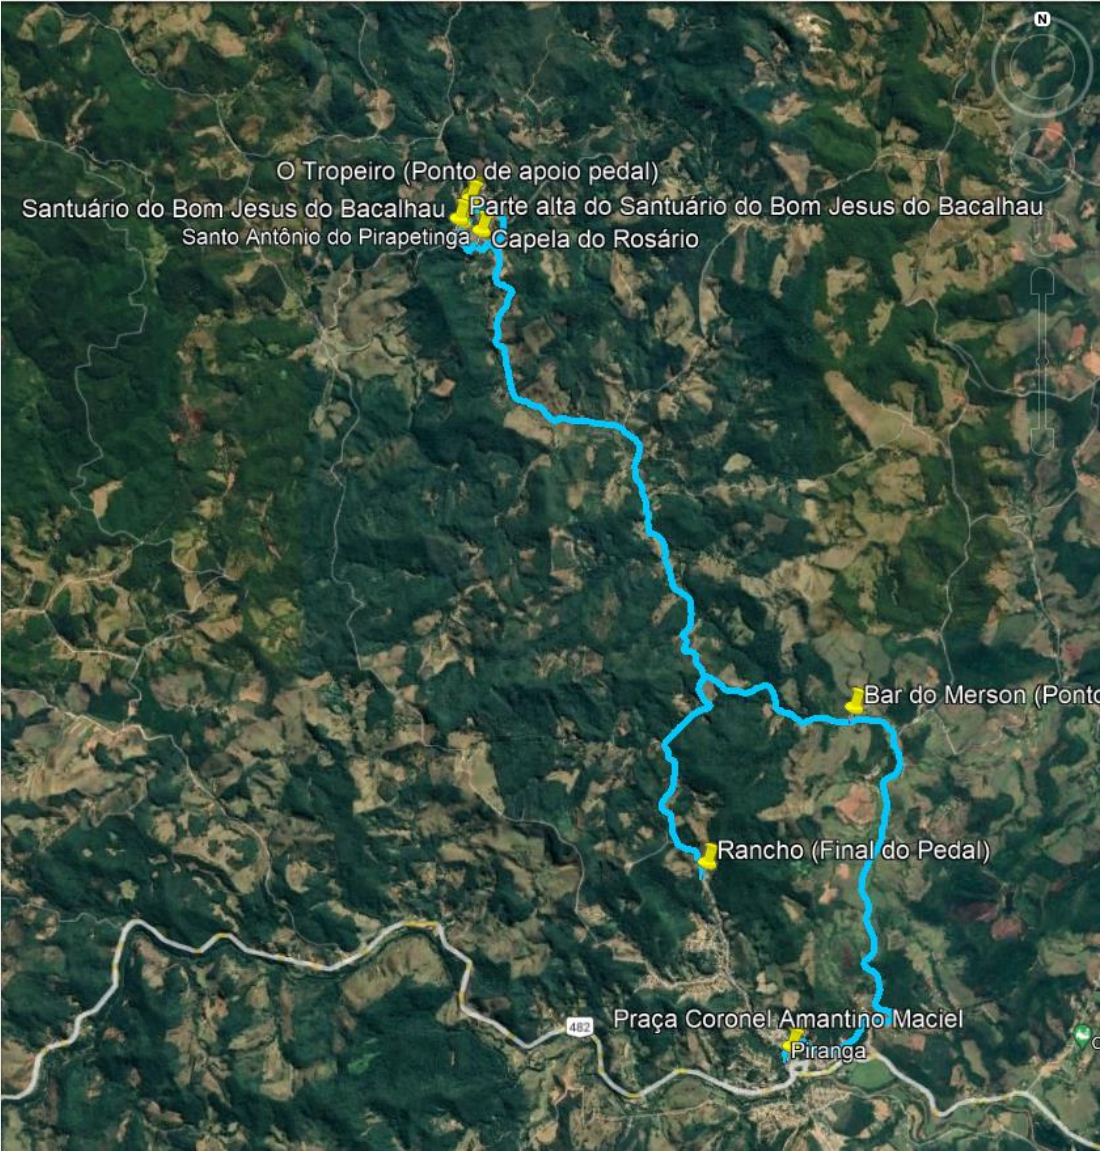 N
O Tropeiro (Ponto de apoio pedal)
Santuário do Bom Jesus do Bacalhau
Parte alta do Santuário do Bom Jesus do Bacalhau
Santo Antônio do Pirapetinga
Capela do Rosário
Bar do Merson (Ponto
Rancho (Final do Pedal)
482
Praça Coronel Amantino Maciel
Piranga